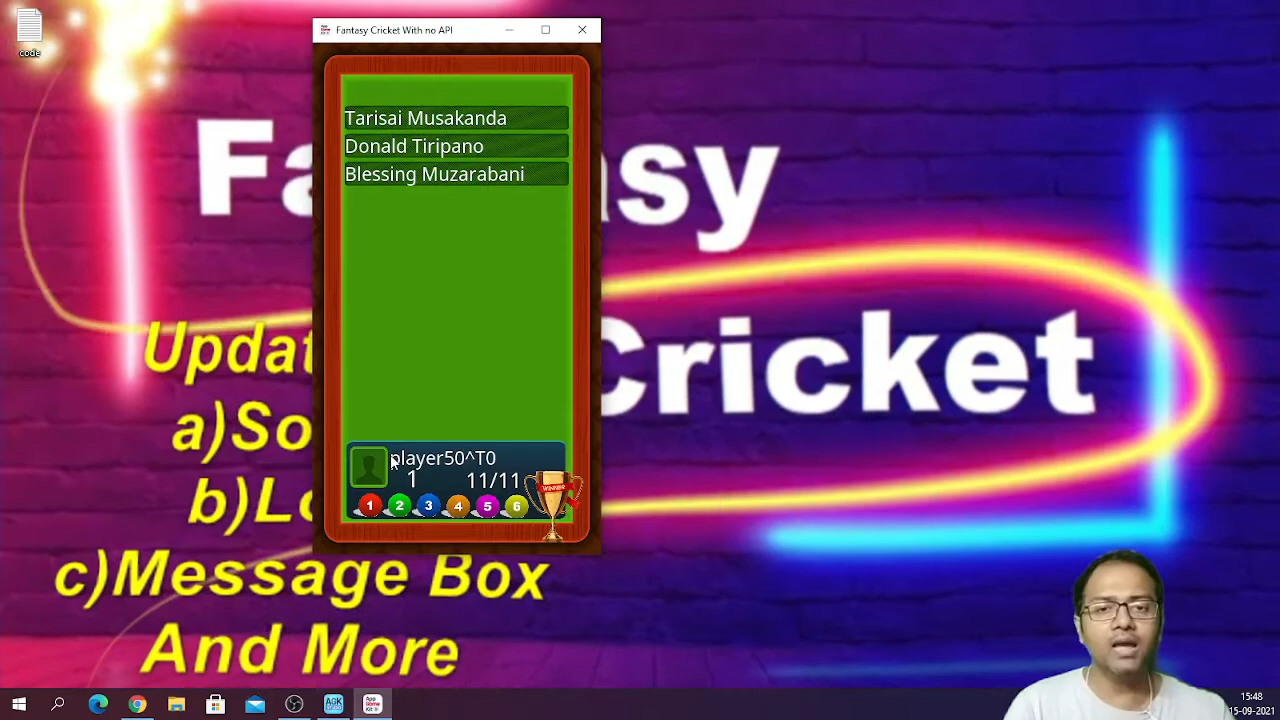 code
Fantasy Cricket With no API
Tarisai Musakanda
Donald Tiripano
Blessing Muzarabani
Fa
sy
Cricket
Updat
a)So
b)Lo
player50^T0
1
11/11
WINNER
1 2 3 4 5 6
c)Message Box
And More
15:48
15-09-2021